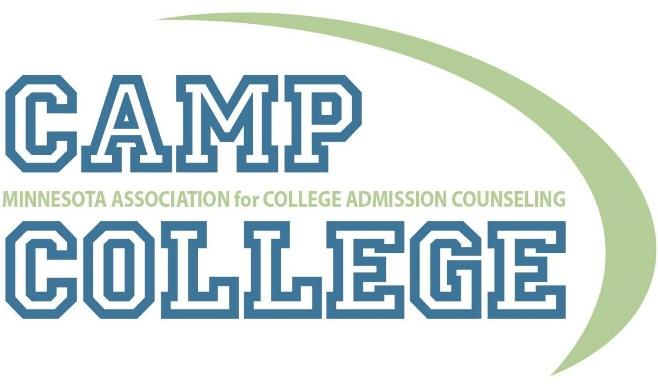 CAMP
MINNESOTA ASSOCIATION for COLLEGE ADMISSION COUNSELING
COLLEGE